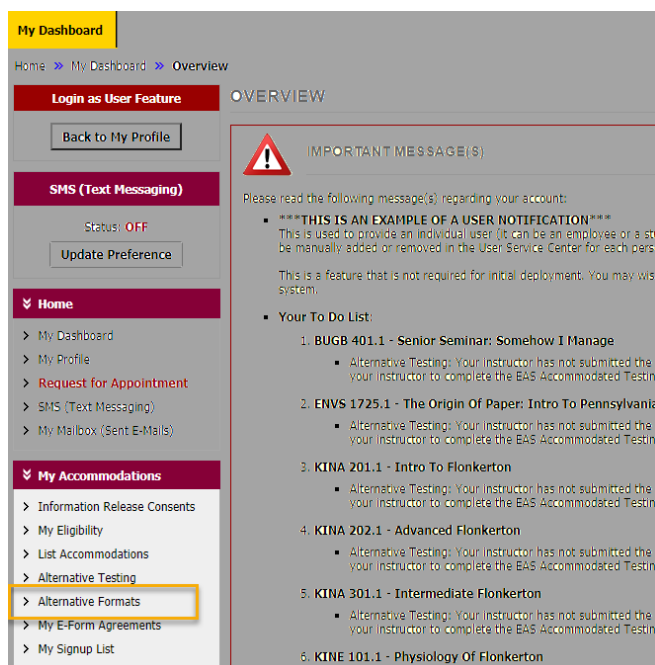 My Dashboard
Home » My Dashboard » Overview
Login as User Feature
Back to My Profile
SMS (Text Messaging)
Status: OFF
Update Preference
Home
My Dashboard
My Profile
Request for Appointment
SMS (Text Messaging)
My Mailbox (Sent E-Mails)
My Accommodations
Information Release Consents
My Eligibility
List Accommodations
Alternative Testing
Alternative Formats
My E-Form Agreements
My Signup List
OVERVIEW
IMPORTANT MESSAGE(S)
Please read the following message(s) regarding your account:
***THIS IS AN EXAMPLE OF A USER NOTIFICATION***
This is used to provide an individual user (it can be an employee or a stu
be manually added or removed in the User Service Center for each pers
This is a feature that is not required for initial deployment. You may wis
system.
Your To Do List:
1. BUGB 401.1 - Senior Seminar: Somehow I Manage
Alternative Testing: Your instructor has not submitted the
your instructor to complete the EAS Accommodated Testin
2. ENVS 1725.1 - The Origin Of Paper: Intro To Pennsylvania
Alternative Testing: Your instructor has not submitted the
your instructor to complete the EAS Accommodated Testin
3. KINA 201.1 - Intro To Flonkerton
Alternative Testing: Your instructor has not submitted the
your instructor to complete the EAS Accommodated Testin
4. KINA 202.1 - Advanced Flonkerton
Alternative Testing: Your instructor has not submitted the
your instructor to complete the EAS Accommodated Testin
5. KINA 301.1 - Intermediate Flonkerton
Alternative Testing: Your instructor has not submitted the
your instructor to complete the EAS Accommodated Testin
6. KINE 101.1 - Physiology Of Flonkerton